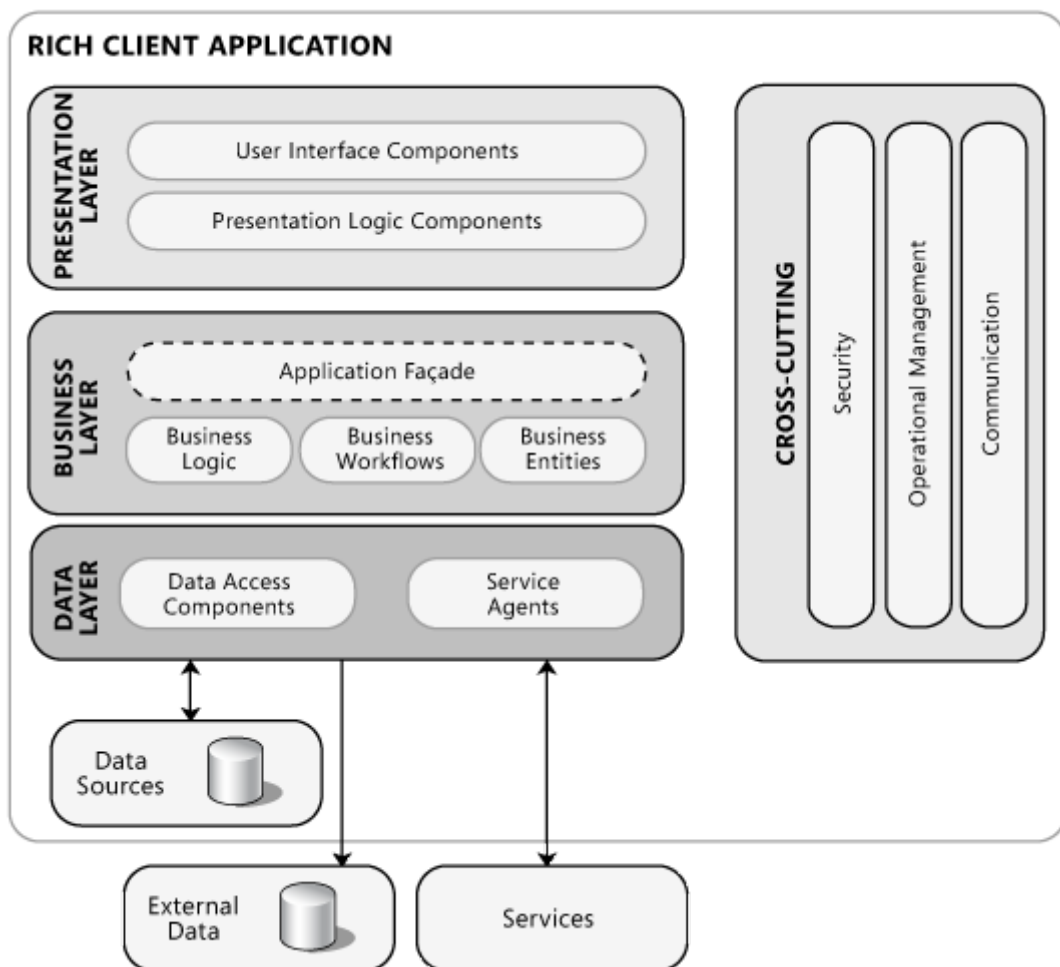 RICH CLIENT APPLICATION
PRESENTATION
LAYER
User Interface Components
Presentation Logic Components
BUSINESS
LAYER
Application Façade
Business
Logic
Business
Workflows
Business
Entities
DATA
LAYER
Data Access
Components
Service
Agents
CROSS-CUTTING
Security
Operational Management
Communication
Data
Sources
External
Data
Services